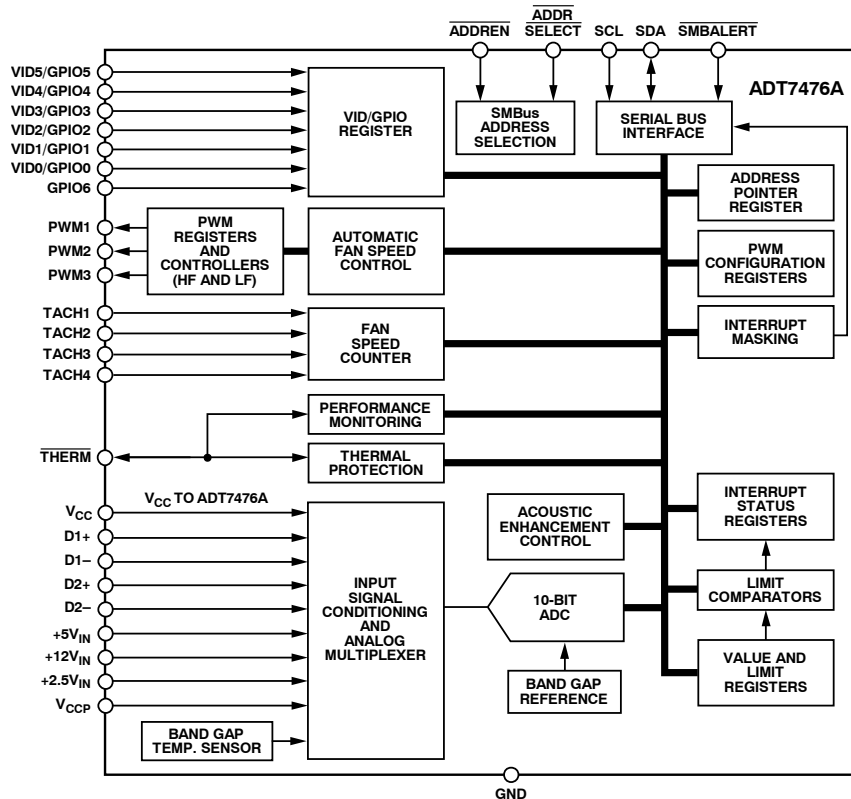 ADDREN
ADDR
SELECT
SCL
SDA
SMBALERT
ADT7476A
VID5/GPIO5
VID4/GPIO4
VID3/GPIO3
VID2/GPIO2
VID1/GPIO1
VID0/GPIO0
GPIO6
VID/GPIO
REGISTER
SMBus
ADDRESS
SELECTION
SERIAL BUS
INTERFACE
ADDRESS
POINTER
REGISTER
PWM1
PWM2
PWM3
PWM
REGISTERS
AND
CONTROLLERS
(HF AND LF)
AUTOMATIC
FAN SPEED
CONTROL
PWM
CONFIGURATION
REGISTERS
TACH1
TACH2
TACH3
TACH4
FAN
SPEED
COUNTER
INTERRUPT
MASKING
PERFORMANCE
MONITORING
THERM
THERMAL
PROTECTION
VCC
VCC TO ADT7476A
D1+
D1–
D2+
D2–
+5VIN
+12VIN
+2.5VIN
VCCP
INPUT
SIGNAL
CONDITIONING
AND
ANALOG
MULTIPLEXER
ACOUSTIC
ENHANCEMENT
CONTROL
INTERRUPT
STATUS
REGISTERS
10-BIT
ADC
LIMIT
COMPARATORS
BAND GAP
REFERENCE
VALUE AND
LIMIT
REGISTERS
BAND GAP
TEMP. SENSOR
GND